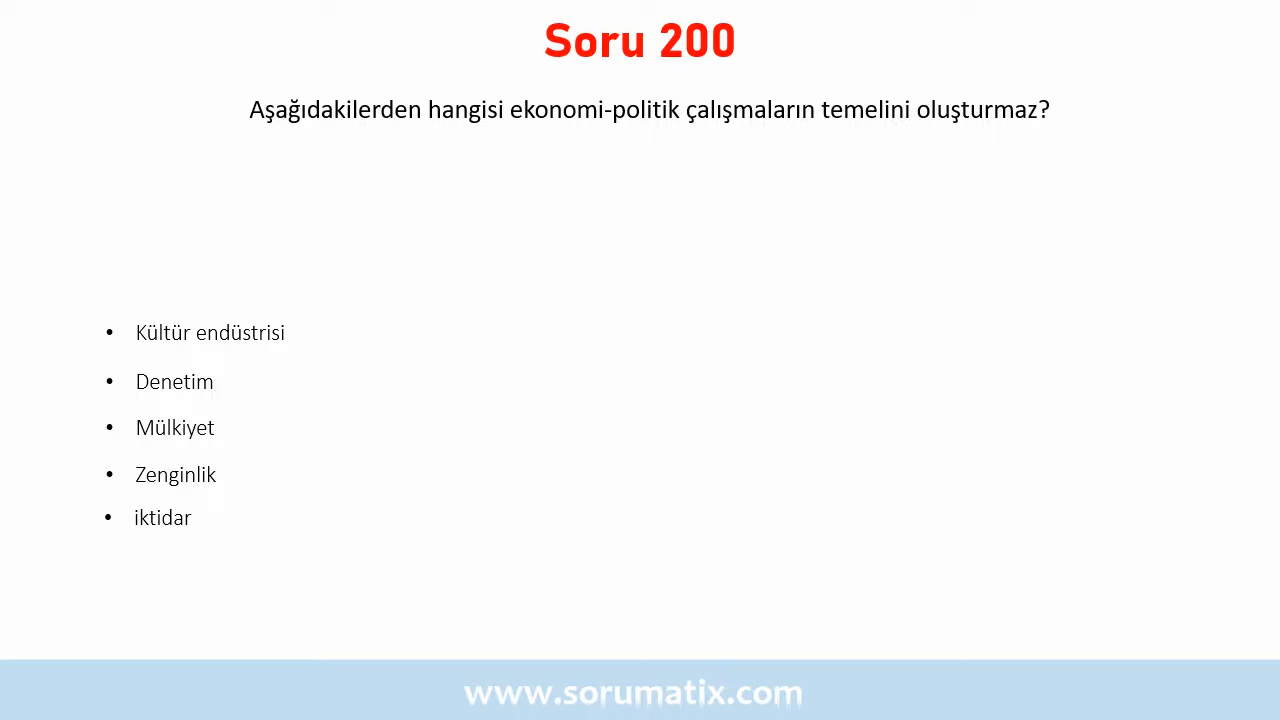 Soru 200
Aşağıdakilerden hangisi ekonomi-politik çalışmaların temelini oluşturmaz?
• Kültür endüstrisi
• Denetim
• Mülkiyet
• Zenginlik
• iktidar
www.sorumatix.com